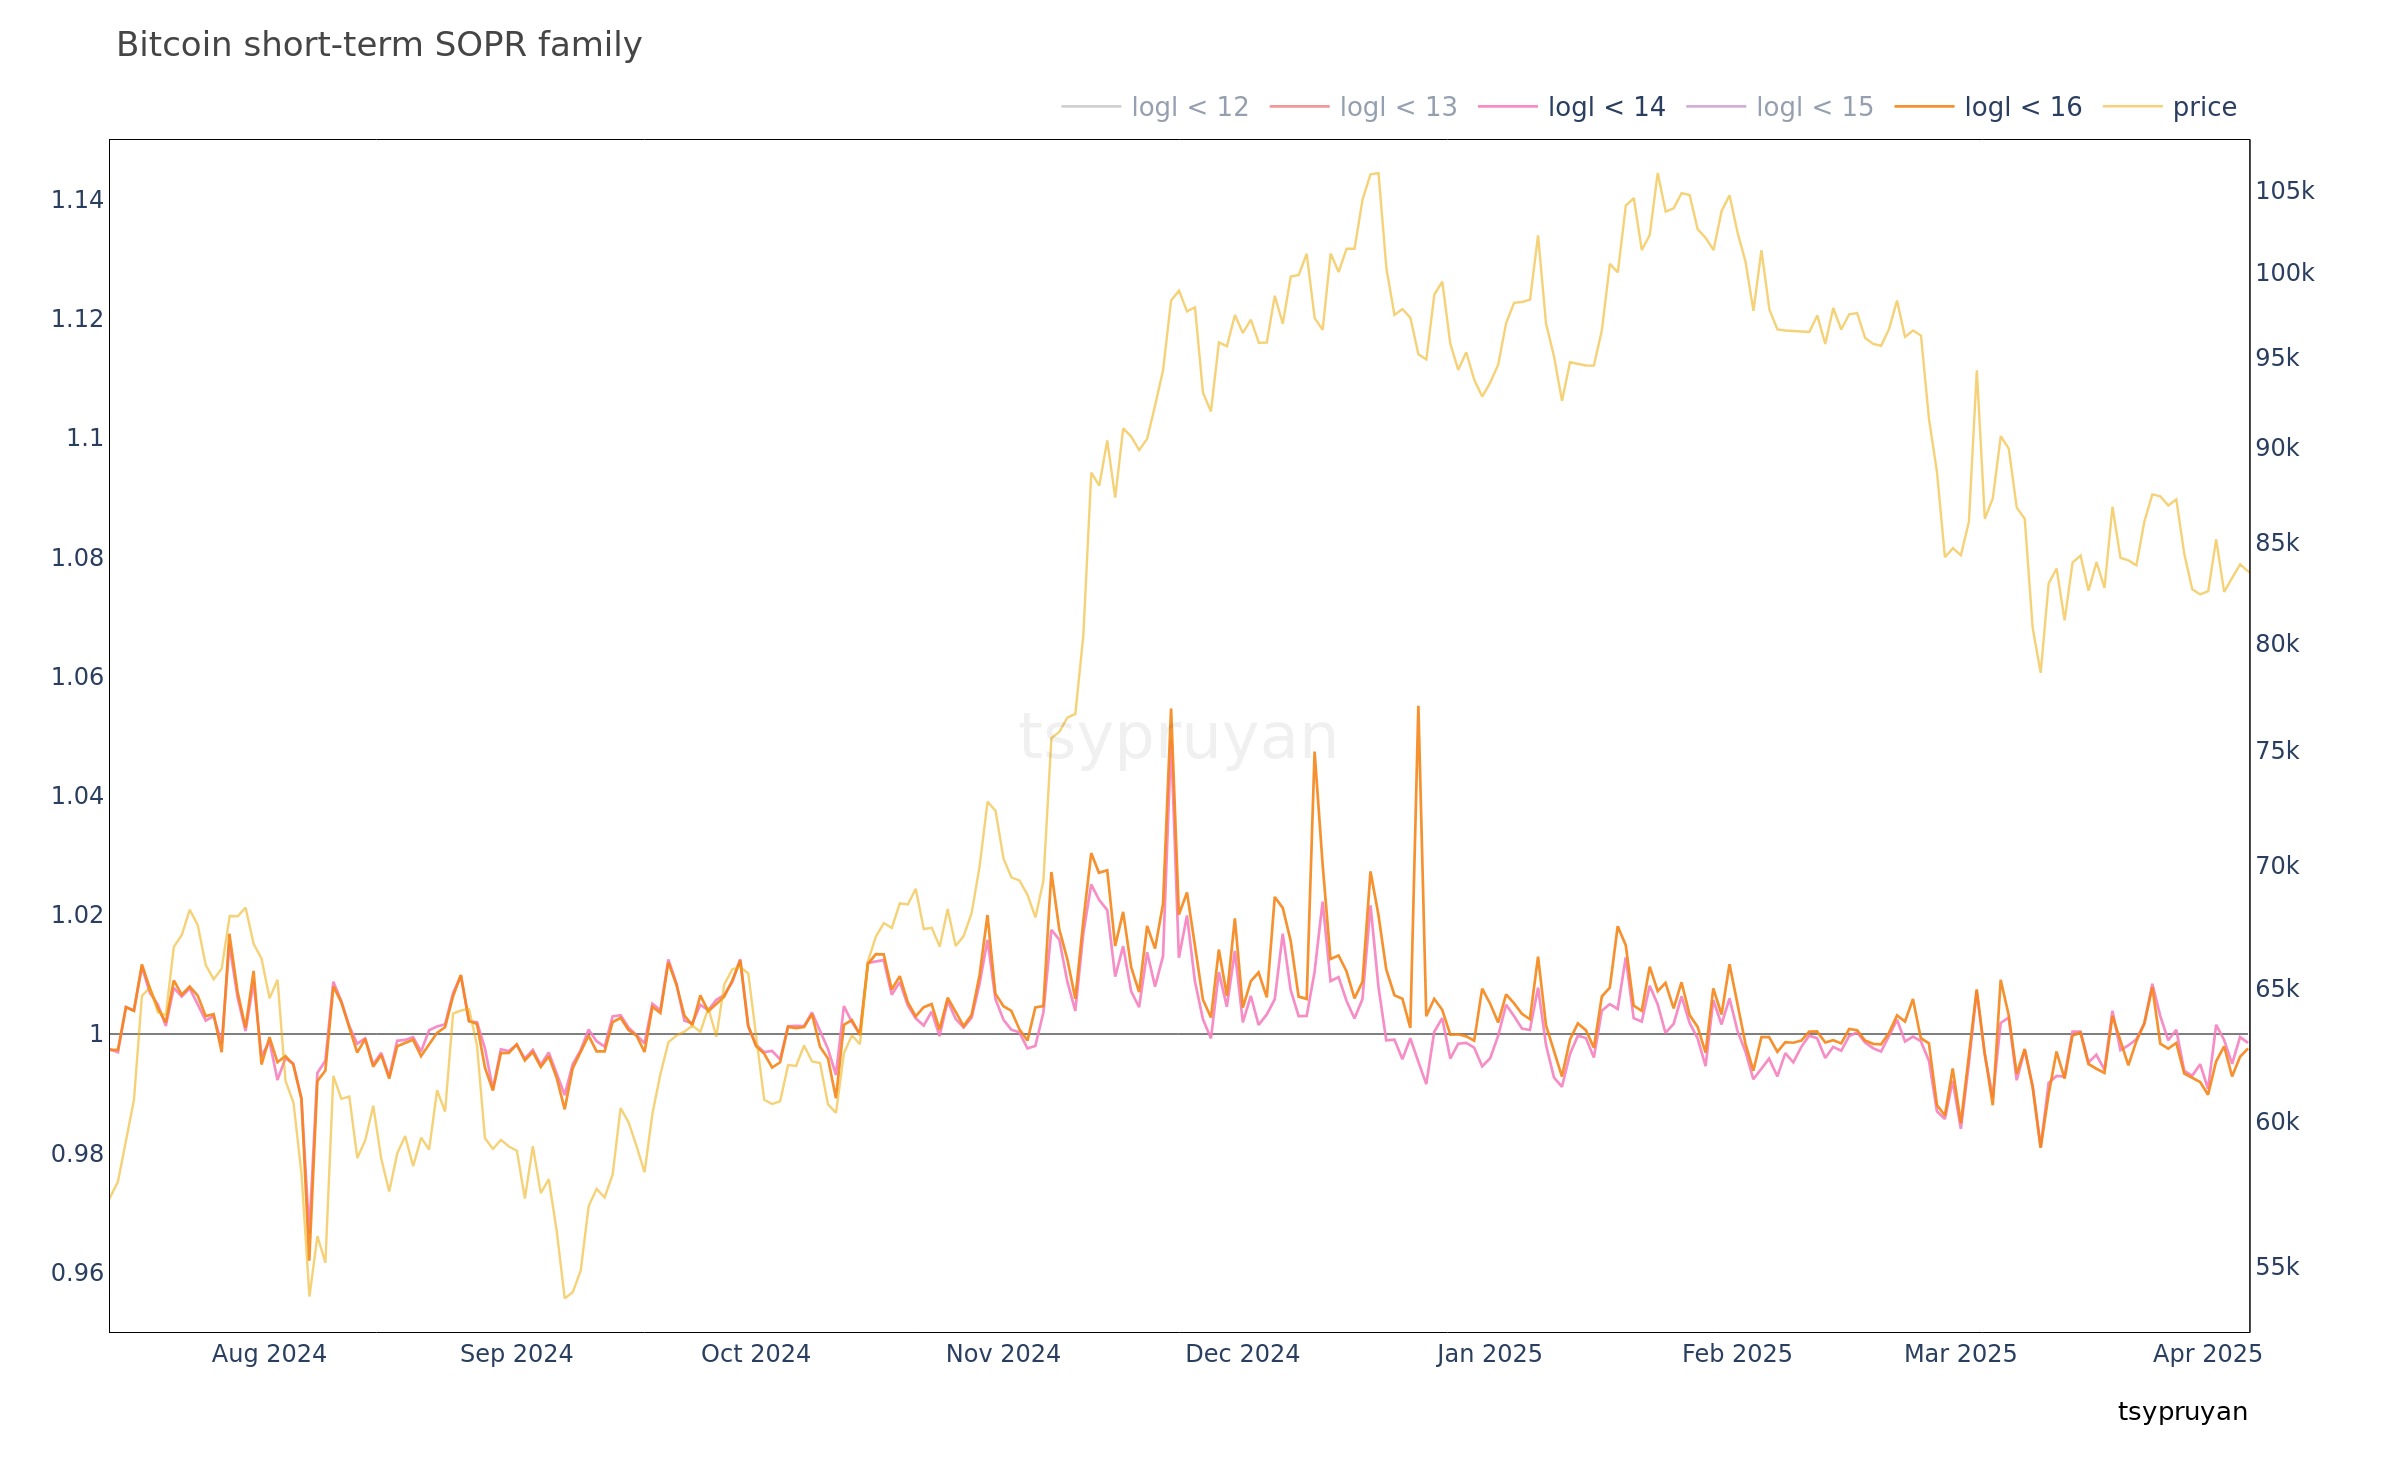 Bitcoin short-term SOPR family
logl < 12 logl < 13 logl < 14 logl < 15 logl < 16 price
1.14
1.12
1.1
1.08
1.06
1.04
1.02
1
0.98
0.96
105k
100k
95k
90k
85k
80k
75k
70k
65k
60k
55k
tsypruyan
Aug 2024 Sep 2024 Oct 2024 Nov 2024 Dec 2024 Jan 2025 Feb 2025 Mar 2025 Apr 2025
tsypruyan